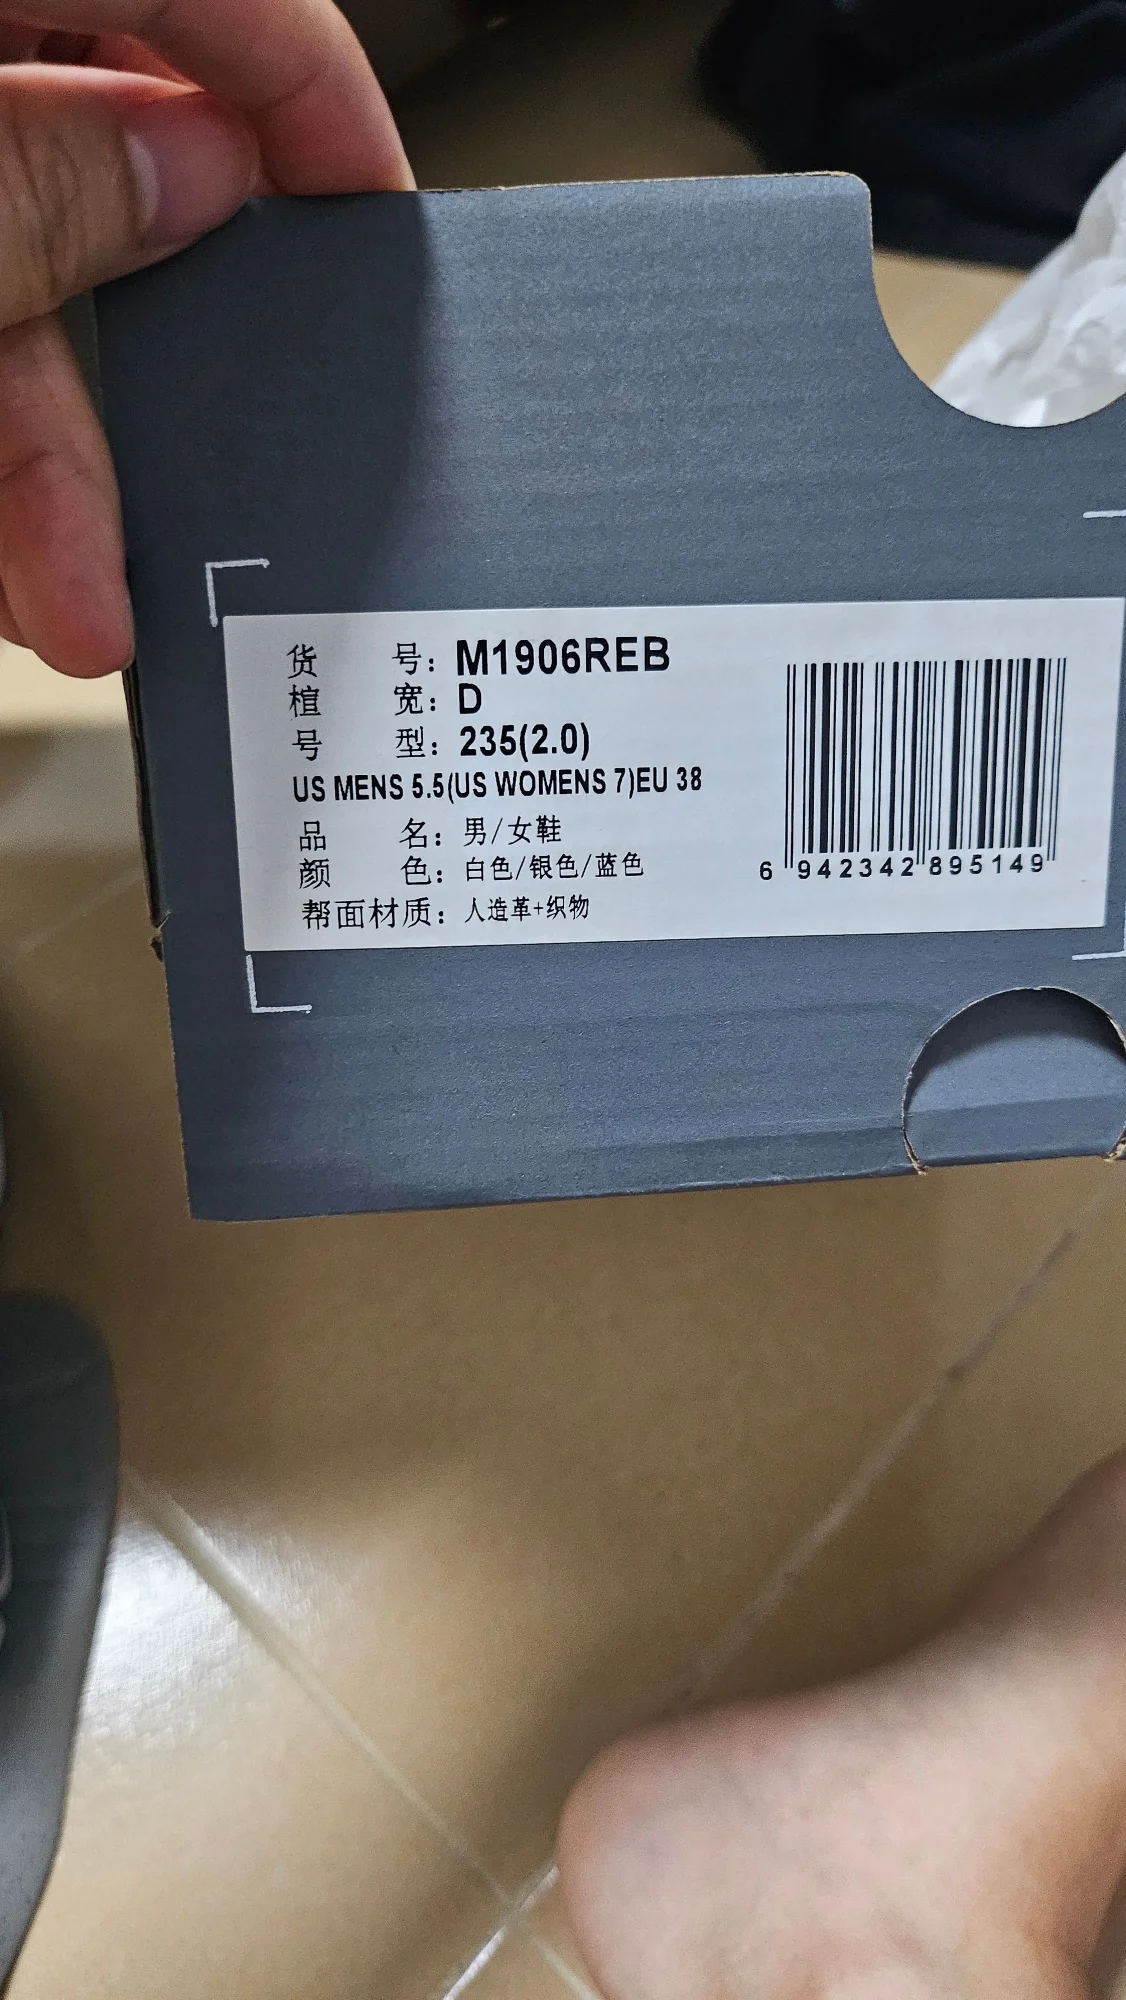 货 号: M1906REB
楦 宽: D
号 型: 235(2.0)
US MENS 5.5(US WOMENS 7)EU 38
品 名: 男/女鞋
颜 色: 白色/银色/蓝色
帮面材质: 人造革+织物
6 942342 895149